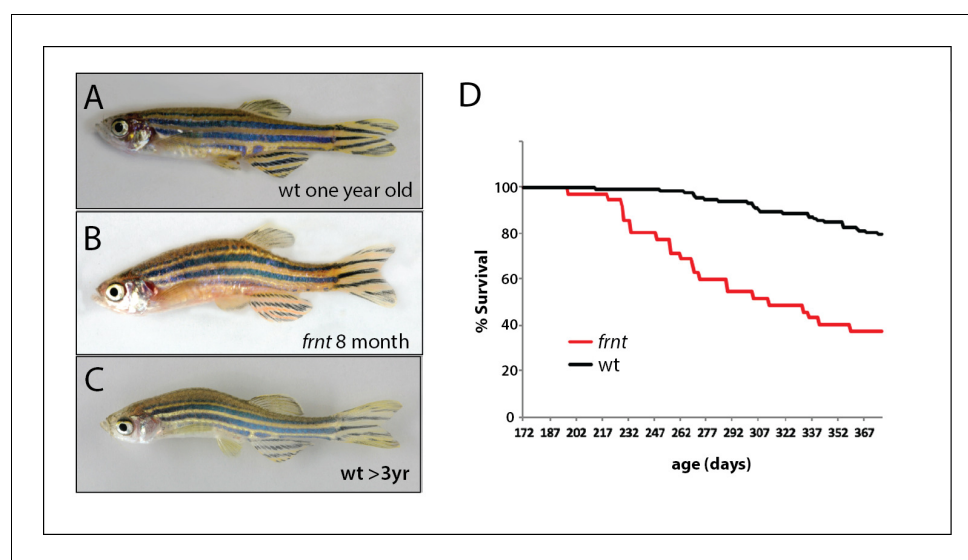 A
wt one year old
B
frnt 8 month
C
wt >3yr
D
100
80
60
40
20
0
% Survival
frnt
wt
172 187 202 217 232 247 262 277 292 307 322 337 352 367
age (days)